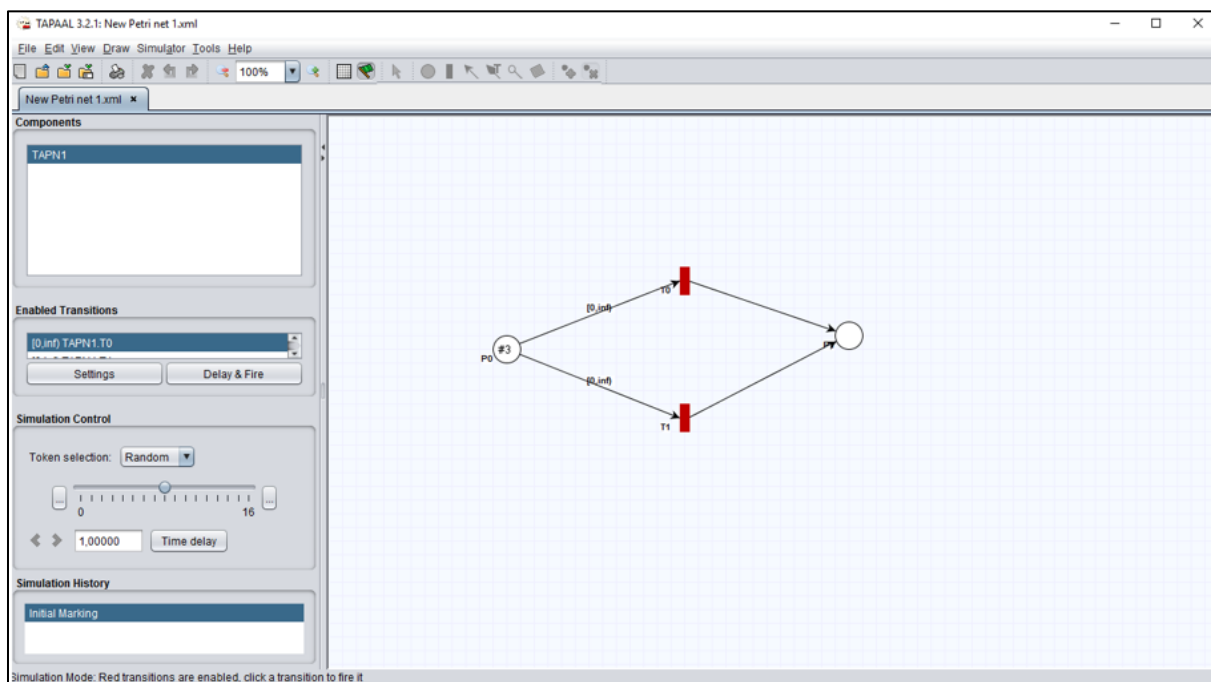 TAPAAL 3.2.1: New Petri net 1.xml
File Edit View Draw Simulator Tools Help
100%
New Petri net 1.xml
Components
TAPN1
Enabled Transitions
[0,inf) TAPN1.T0
Settings Delay & Fire
Simulation Control
Token selection: Random
... ...
0 16
1,00000 Time delay
Simulation History
Initial Marking
T0
[0,inf)
#3
P0
[0,inf)
T1
Simulation Mode: Red transitions are enabled, click a transition to fire it